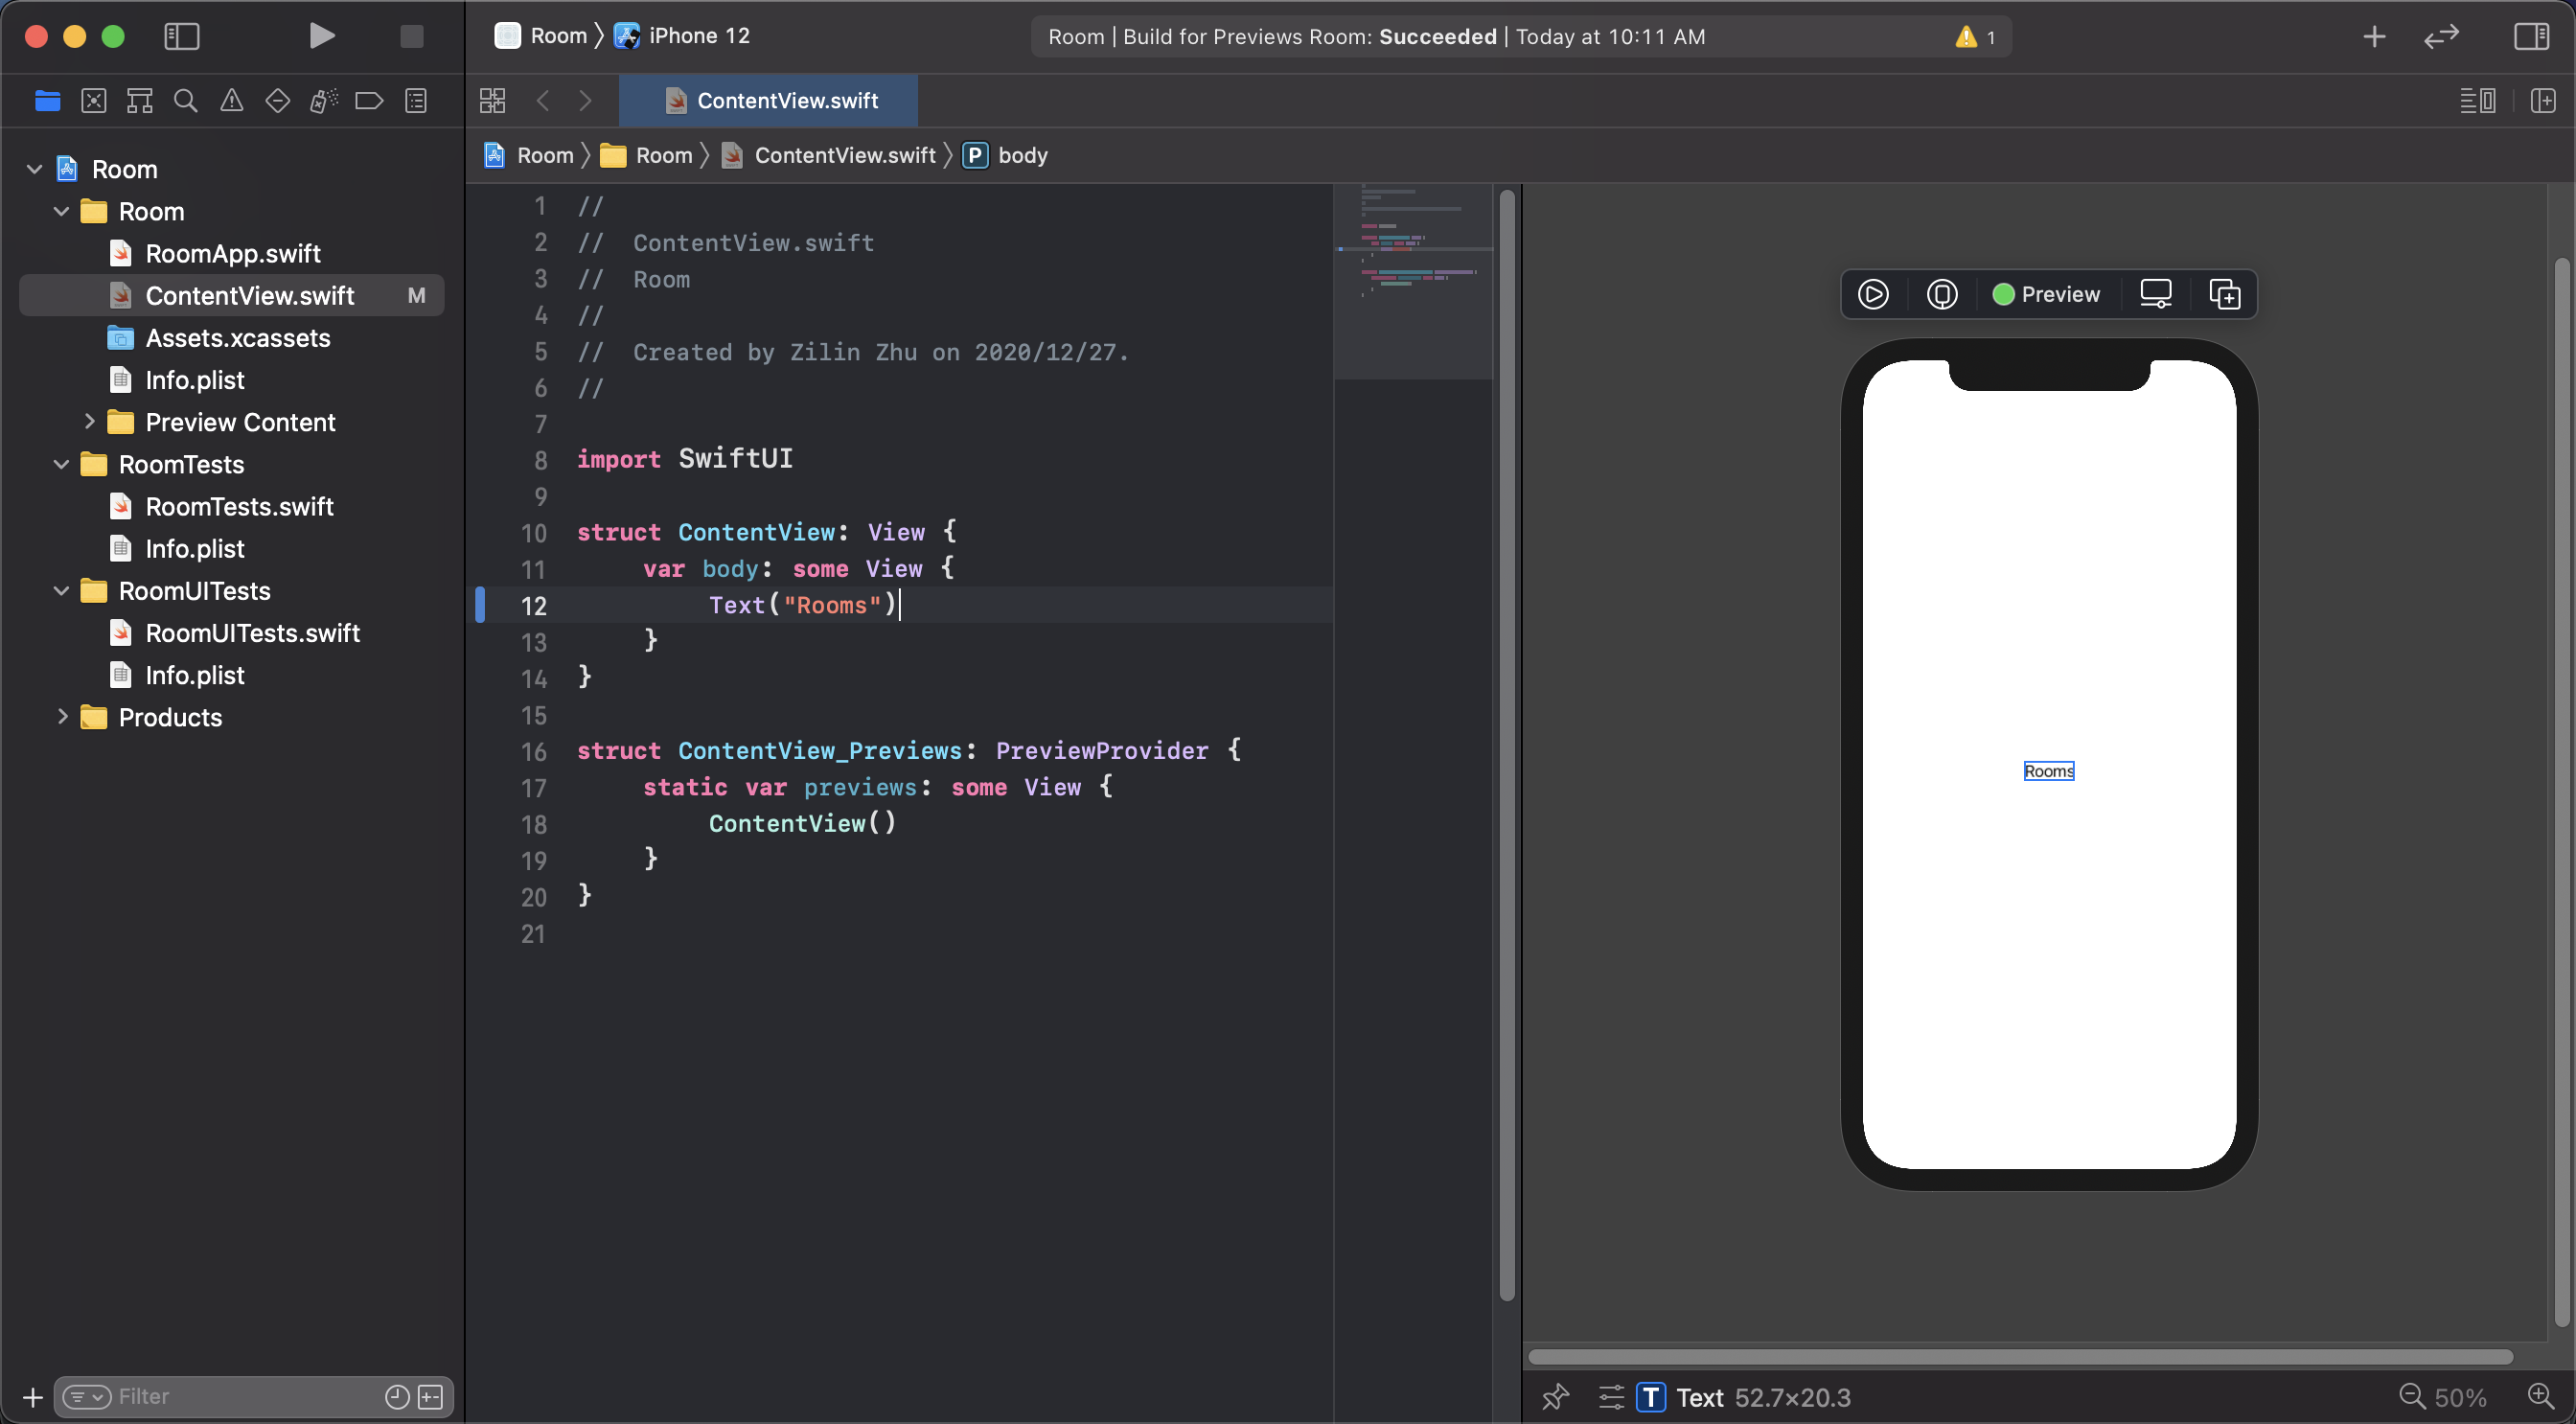 Room 〉 iPhone 12
Room | Build for Previews Room: Succeeded | Today at 10:11 AM
1
ContentView.swift
Room 〉 Room 〉 ContentView.swift 〉 P body
Room
Room
RoomApp.swift
ContentView.swift M
Assets.xcassets
Info.plist
Preview Content
RoomTests
RoomTests.swift
Info.plist
RoomUITests
RoomUITests.swift
Info.plist
Products
Filter
1 //
2 //  ContentView.swift
3 //  Room
4 //
5 //  Created by Zilin Zhu on 2020/12/27.
6 //
7
8 import SwiftUI
9
10 struct ContentView: View {
11     var body: some View {
12         Text("Rooms")
13     }
14 }
15
16 struct ContentView_Previews: PreviewProvider {
17     static var previews: some View {
18         ContentView()
19     }
20 }
21
Preview
Rooms
T Text 52.7×20.3
50%